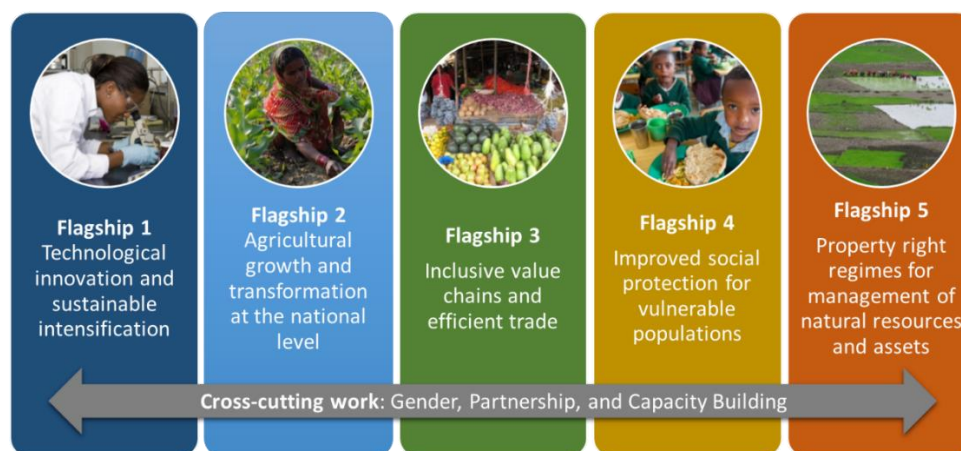 Flagship 1
Technological
innovation and
sustainable
intensification
Flagship 2
Agricultural
growth and
transformation
at the national
level
Flagship 3
Inclusive value
chains and
efficient trade
Flagship 4
Improved social
protection for
vulnerable
populations
Flagship 5
Property right
regimes for
management of
natural resources
and assets
Cross-cutting work: Gender, Partnership, and Capacity Building